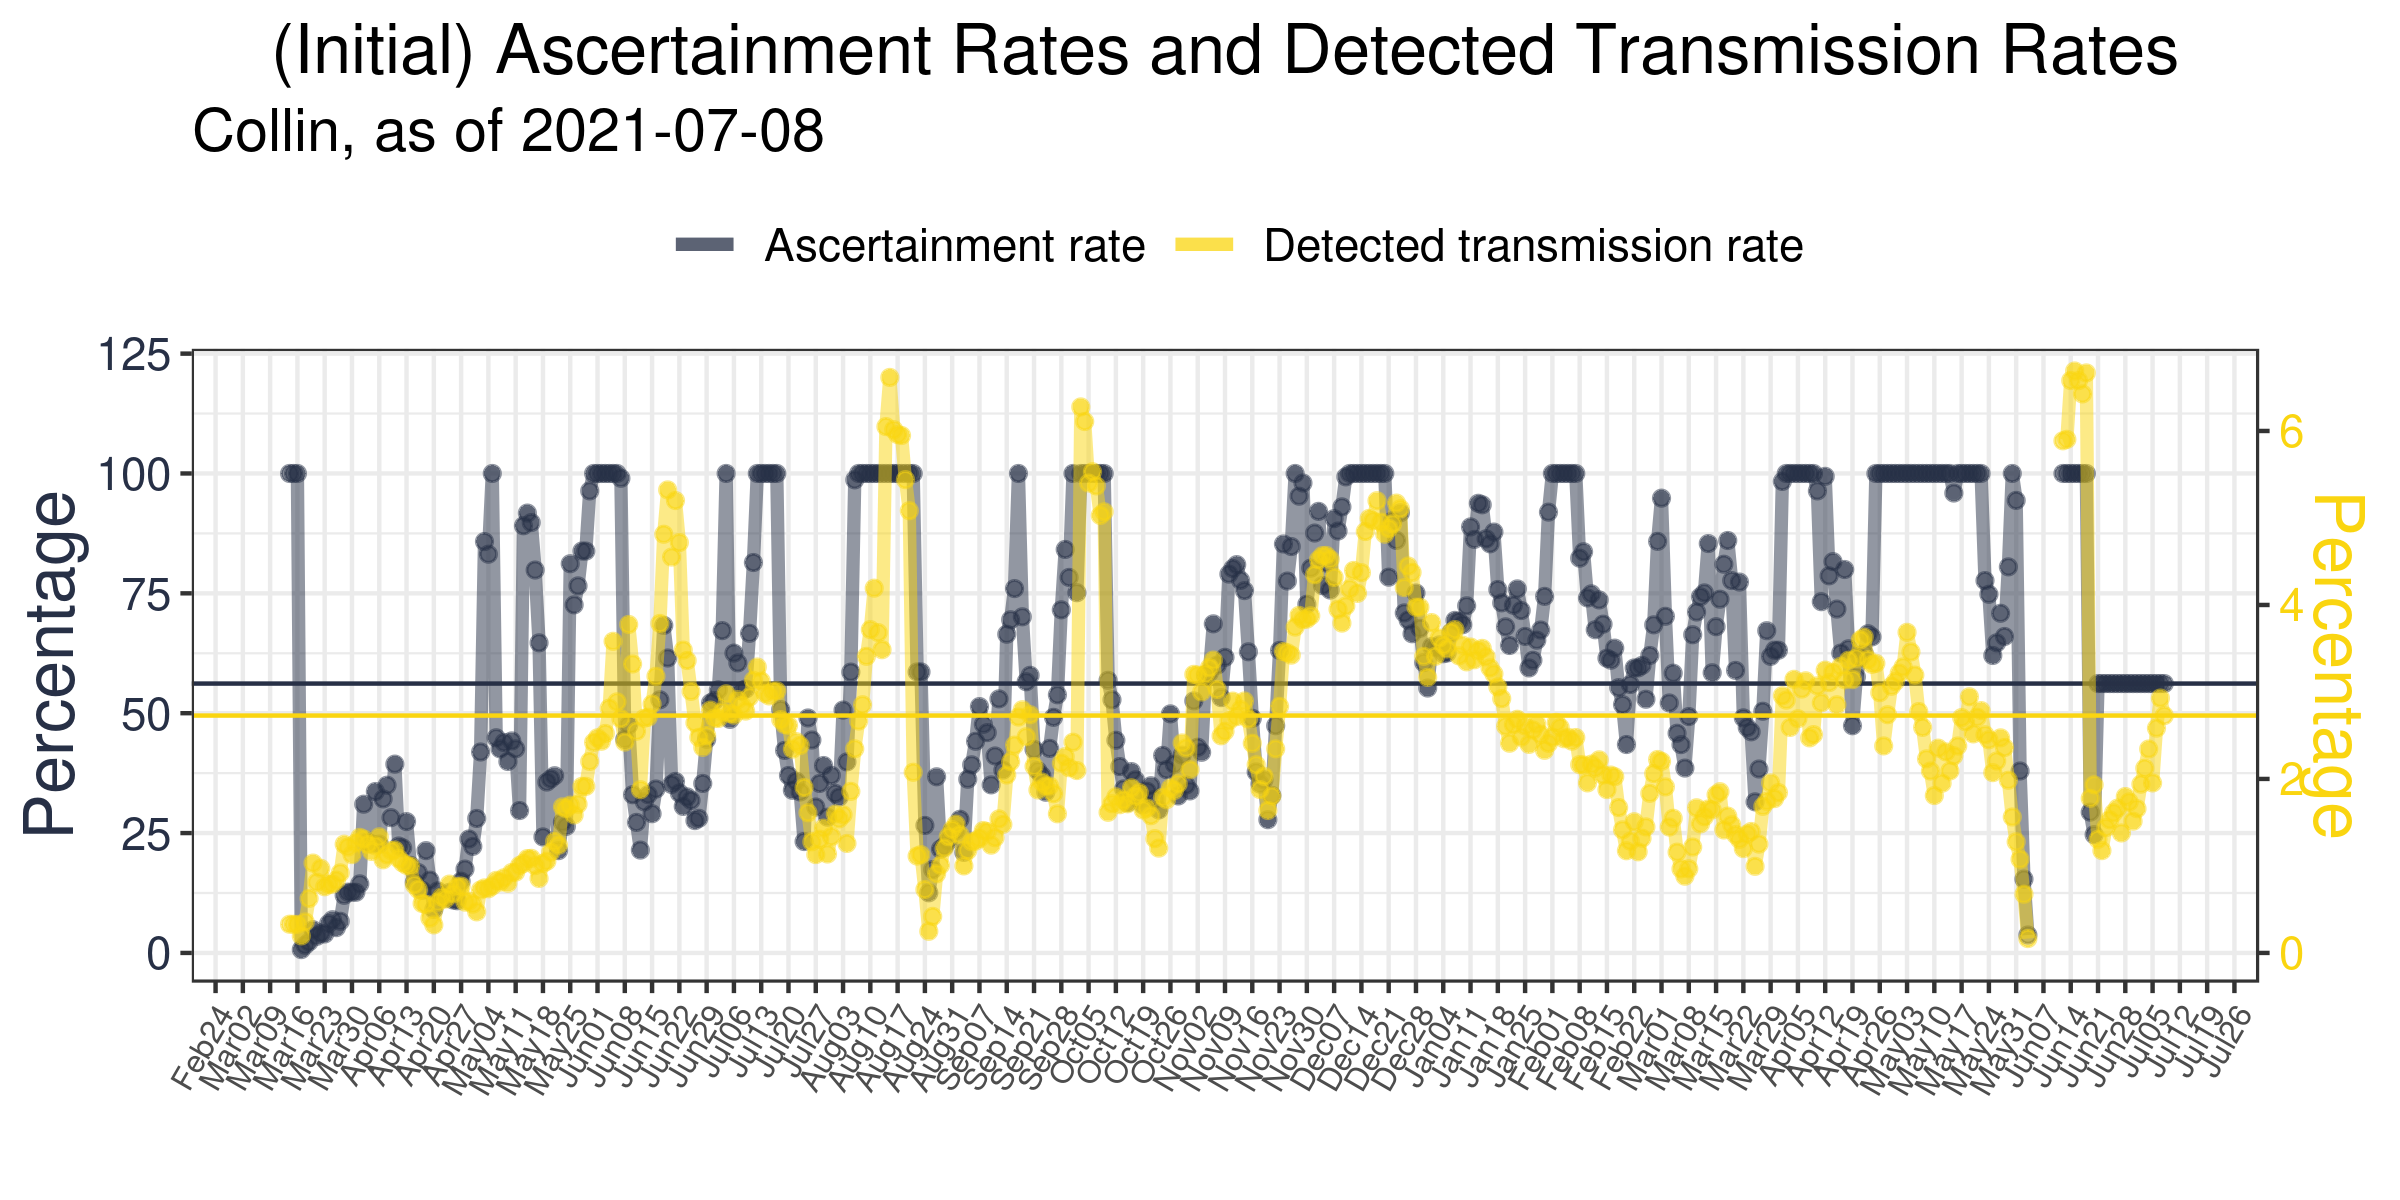 (Initial) Ascertainment Rates and Detected Transmission Rates
Collin, as of 2021-07-08
Ascertainment rate
Detected transmission rate
125
100
75
50
25
0
Percentage
6
4
2
0
Percentage
Feb24
Mar02
Mar09
Mar16
Mar23
Mar30
Apr06
Apr13
Apr20
Apr27
May04
May11
May18
May25
Jun01
Jun08
Jun15
Jun22
Jun29
Jul06
Jul13
Jul20
Jul27
Aug03
Aug10
Aug17
Aug24
Aug31
Sep07
Sep14
Sep21
Sep28
Oct05
Oct12
Oct19
Oct26
Nov02
Nov09
Nov16
Nov23
Nov30
Dec07
Dec14
Dec21
Dec28
Jan04
Jan11
Jan18
Jan25
Feb01
Feb08
Feb15
Feb22
Mar01
Mar08
Mar15
Mar22
Mar29
Apr05
Apr12
Apr19
Apr26
May03
May10
May17
May24
May31
Jun07
Jun14
Jun21
Jun28
Jul05
Jul12
Jul19
Jul26